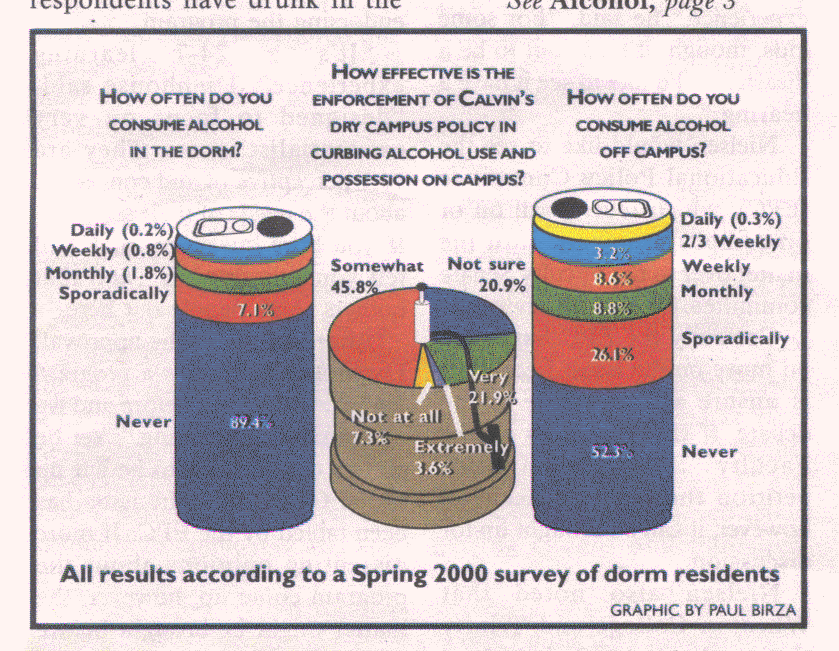 respondents have drunk in the
See Alcohol, page 3
HOW OFTEN DO YOU
CONSUME ALCOHOL
IN THE DORM?
Daily (0.2%)
Weekly (0.8%)
Monthly (1.8%)
Sporadically
7.1%
Never
89.4%
HOW EFFECTIVE IS THE
ENFORCEMENT OF CALVIN'S
DRY CAMPUS POLICY IN
CURBING ALCOHOL USE AND
POSSESSION ON CAMPUS?
Somewhat
45.8%
Not sure
20.9%
Very
21.9%
Not at all
7.3%
Extremely
3.6%
HOW OFTEN DO YOU
CONSUME ALCOHOL
OFF CAMPUS?
Daily (0.3%)
2/3 Weekly
3.2%
Weekly
8.6%
Monthly
8.8%
Sporadically
26.1%
Never
52.3%
All results according to a Spring 2000 survey of dorm residents
GRAPHIC BY PAUL BIRZA